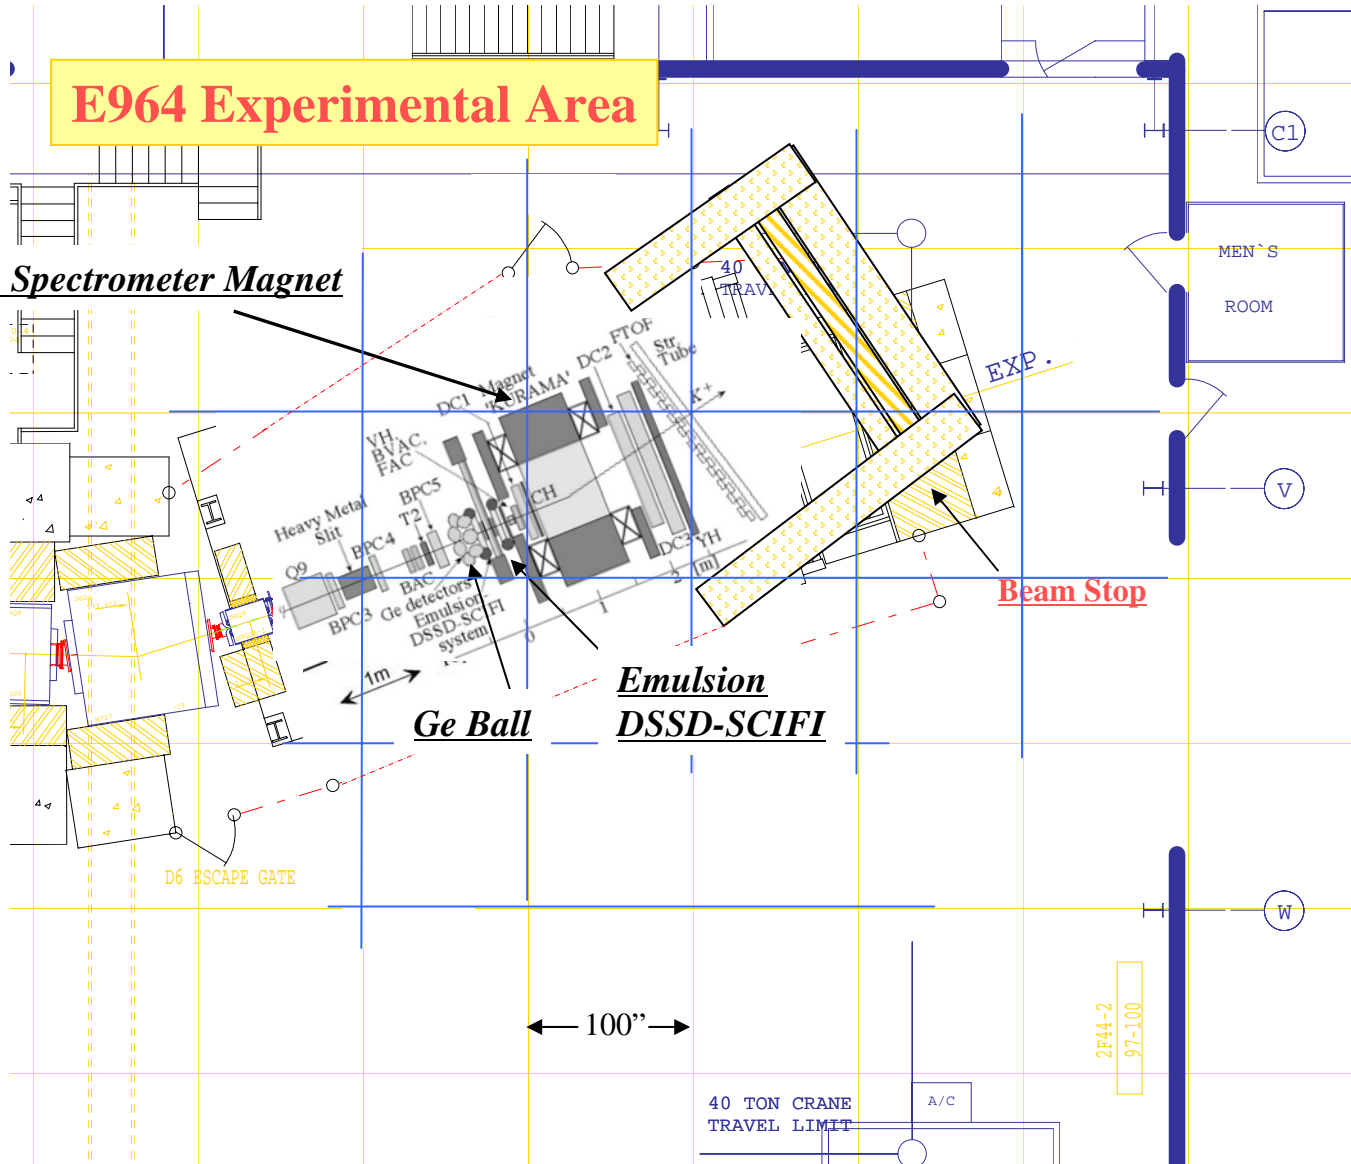 E964 Experimental Area
C1
MEN`S
ROOM
Spectrometer Magnet
40
TRAV
EXP.
FTOF
Str.
Tube
DC2
Magnet
'KURAMA'
DC1
K+
VH,
BVAC,
FAC
CH
BPC5
T2
Heavy Metal
Slit
BPC4
Q9
BPC3
BAC
Ge detectors
Emulsion
DSSD-SCIFI
system
DC3
YH
0
1
2
[m]
1m
V
Beam Stop
Emulsion
DSSD-SCIFI
Ge Ball
D6 ESCAPE GATE
W
100”
2F44-2
97-100
40 TON CRANE
TRAVEL LIMIT
A/C